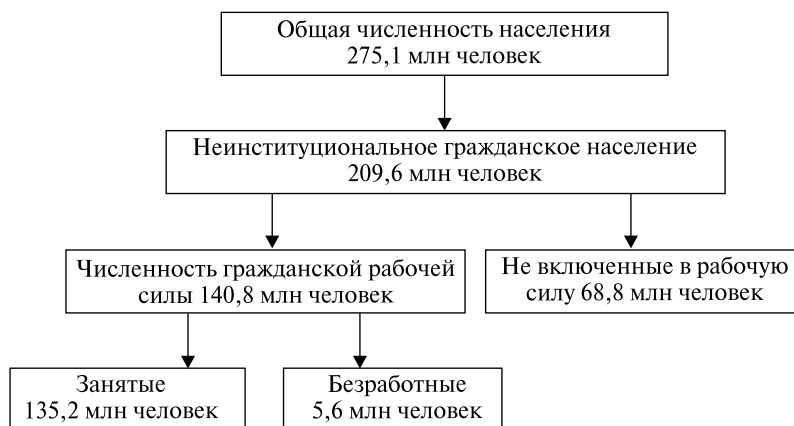 Общая численность населения
275,1 млн человек
Неинституциональное гражданское население
209,6 млн человек
Численность гражданской рабочей
силы 140,8 млн человек
Не включенные в рабочую
силу 68,8 млн человек
Занятые
135,2 млн человек
Безработные
5,6 млн человек